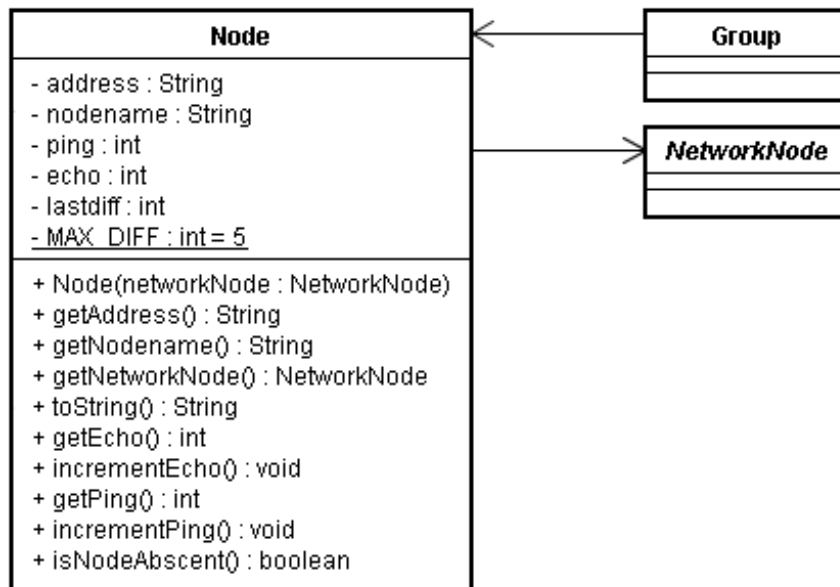 Node
- address : String
- nodename : String
- ping : int
- echo : int
- lastdiff : int
- MAX_DIFF : int = 5
+ Node(networkNode : NetworkNode)
+ getAddress() : String
+ getNodename() : String
+ getNetworkNode() : NetworkNode
+ toString() : String
+ getEcho() : int
+ incrementEcho() : void
+ getPing() : int
+ incrementPing() : void
+ isNodeAbscent() : boolean
Group
NetworkNode